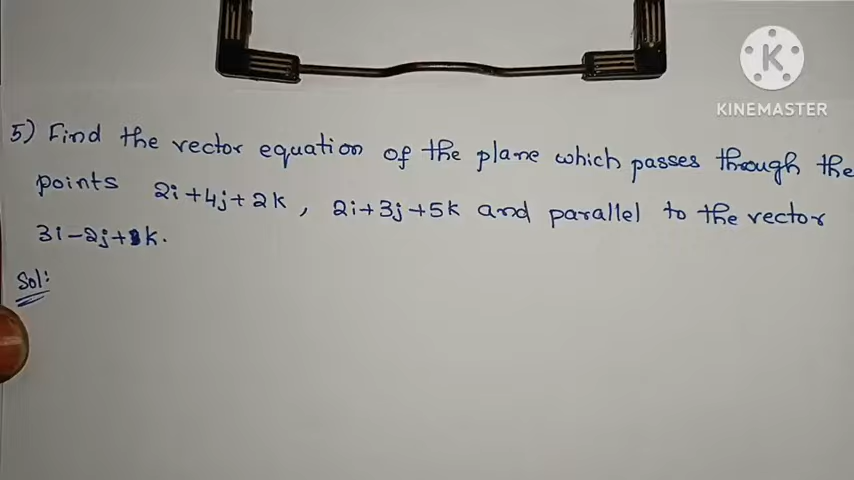 KINEMASTER
5) Find the vector equation of the plane which passes through the
points 2i+4j+2k, 2i+3j+5k and parallel to the vector
3i-2j+k.
Sol: